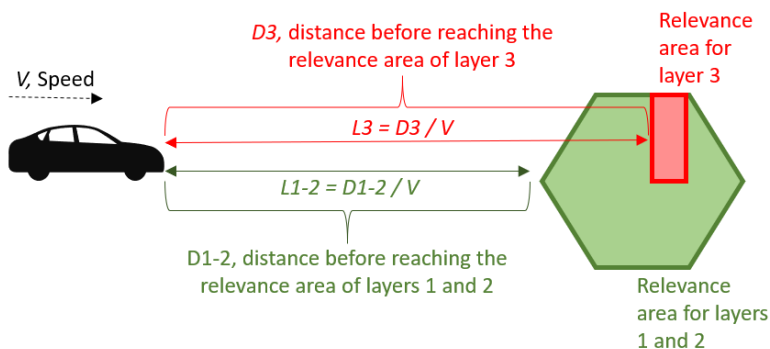 D3, distance before reaching the
relevance area of layer 3
Relevance
area for
layer 3
V, Speed
L3 = D3 / V
L1-2 = D1-2 / V
D1-2, distance before reaching the
relevance area of layers 1 and 2
Relevance
area for layers
1 and 2